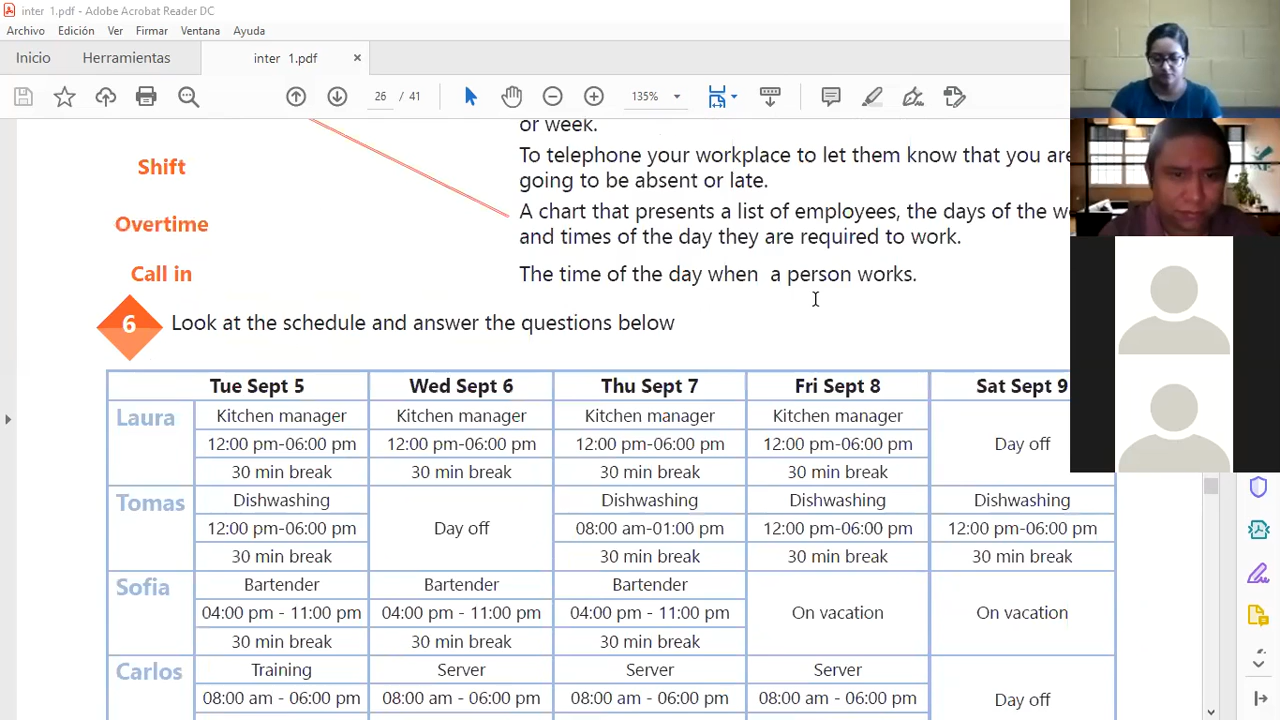 inter 1.pdf - Adobe Acrobat Reader DC
Archivo Edición Ver Firmar Ventana Ayuda
Inicio Herramientas inter 1.pdf ×
26 / 41 135%
or week.
To telephone your workplace to let them know that you are
going to be absent or late.
Shift
A chart that presents a list of employees, the days of the w
and times of the day they are required to work.
Overtime
Call in The time of the day when a person works.
6 Look at the schedule and answer the questions below
Tue Sept 5 Wed Sept 6 Thu Sept 7 Fri Sept 8 Sat Sept 9
Laura Kitchen manager Kitchen manager Kitchen manager Kitchen manager Day off
12:00 pm-06:00 pm 12:00 pm-06:00 pm 12:00 pm-06:00 pm 12:00 pm-06:00 pm
30 min break 30 min break 30 min break 30 min break
Tomas Dishwashing Day off Dishwashing Dishwashing Dishwashing
12:00 pm-06:00 pm 08:00 am-01:00 pm 12:00 pm-06:00 pm 12:00 pm-06:00 pm
30 min break 30 min break 30 min break 30 min break
Sofia Bartender Bartender Bartender On vacation On vacation
04:00 pm - 11:00 pm 04:00 pm - 11:00 pm 04:00 pm - 11:00 pm
30 min break 30 min break 30 min break
Carlos Training Server Server Server Day off
08:00 am - 06:00 pm 08:00 am - 06:00 pm 08:00 am - 06:00 pm 08:00 am - 06:00 pm